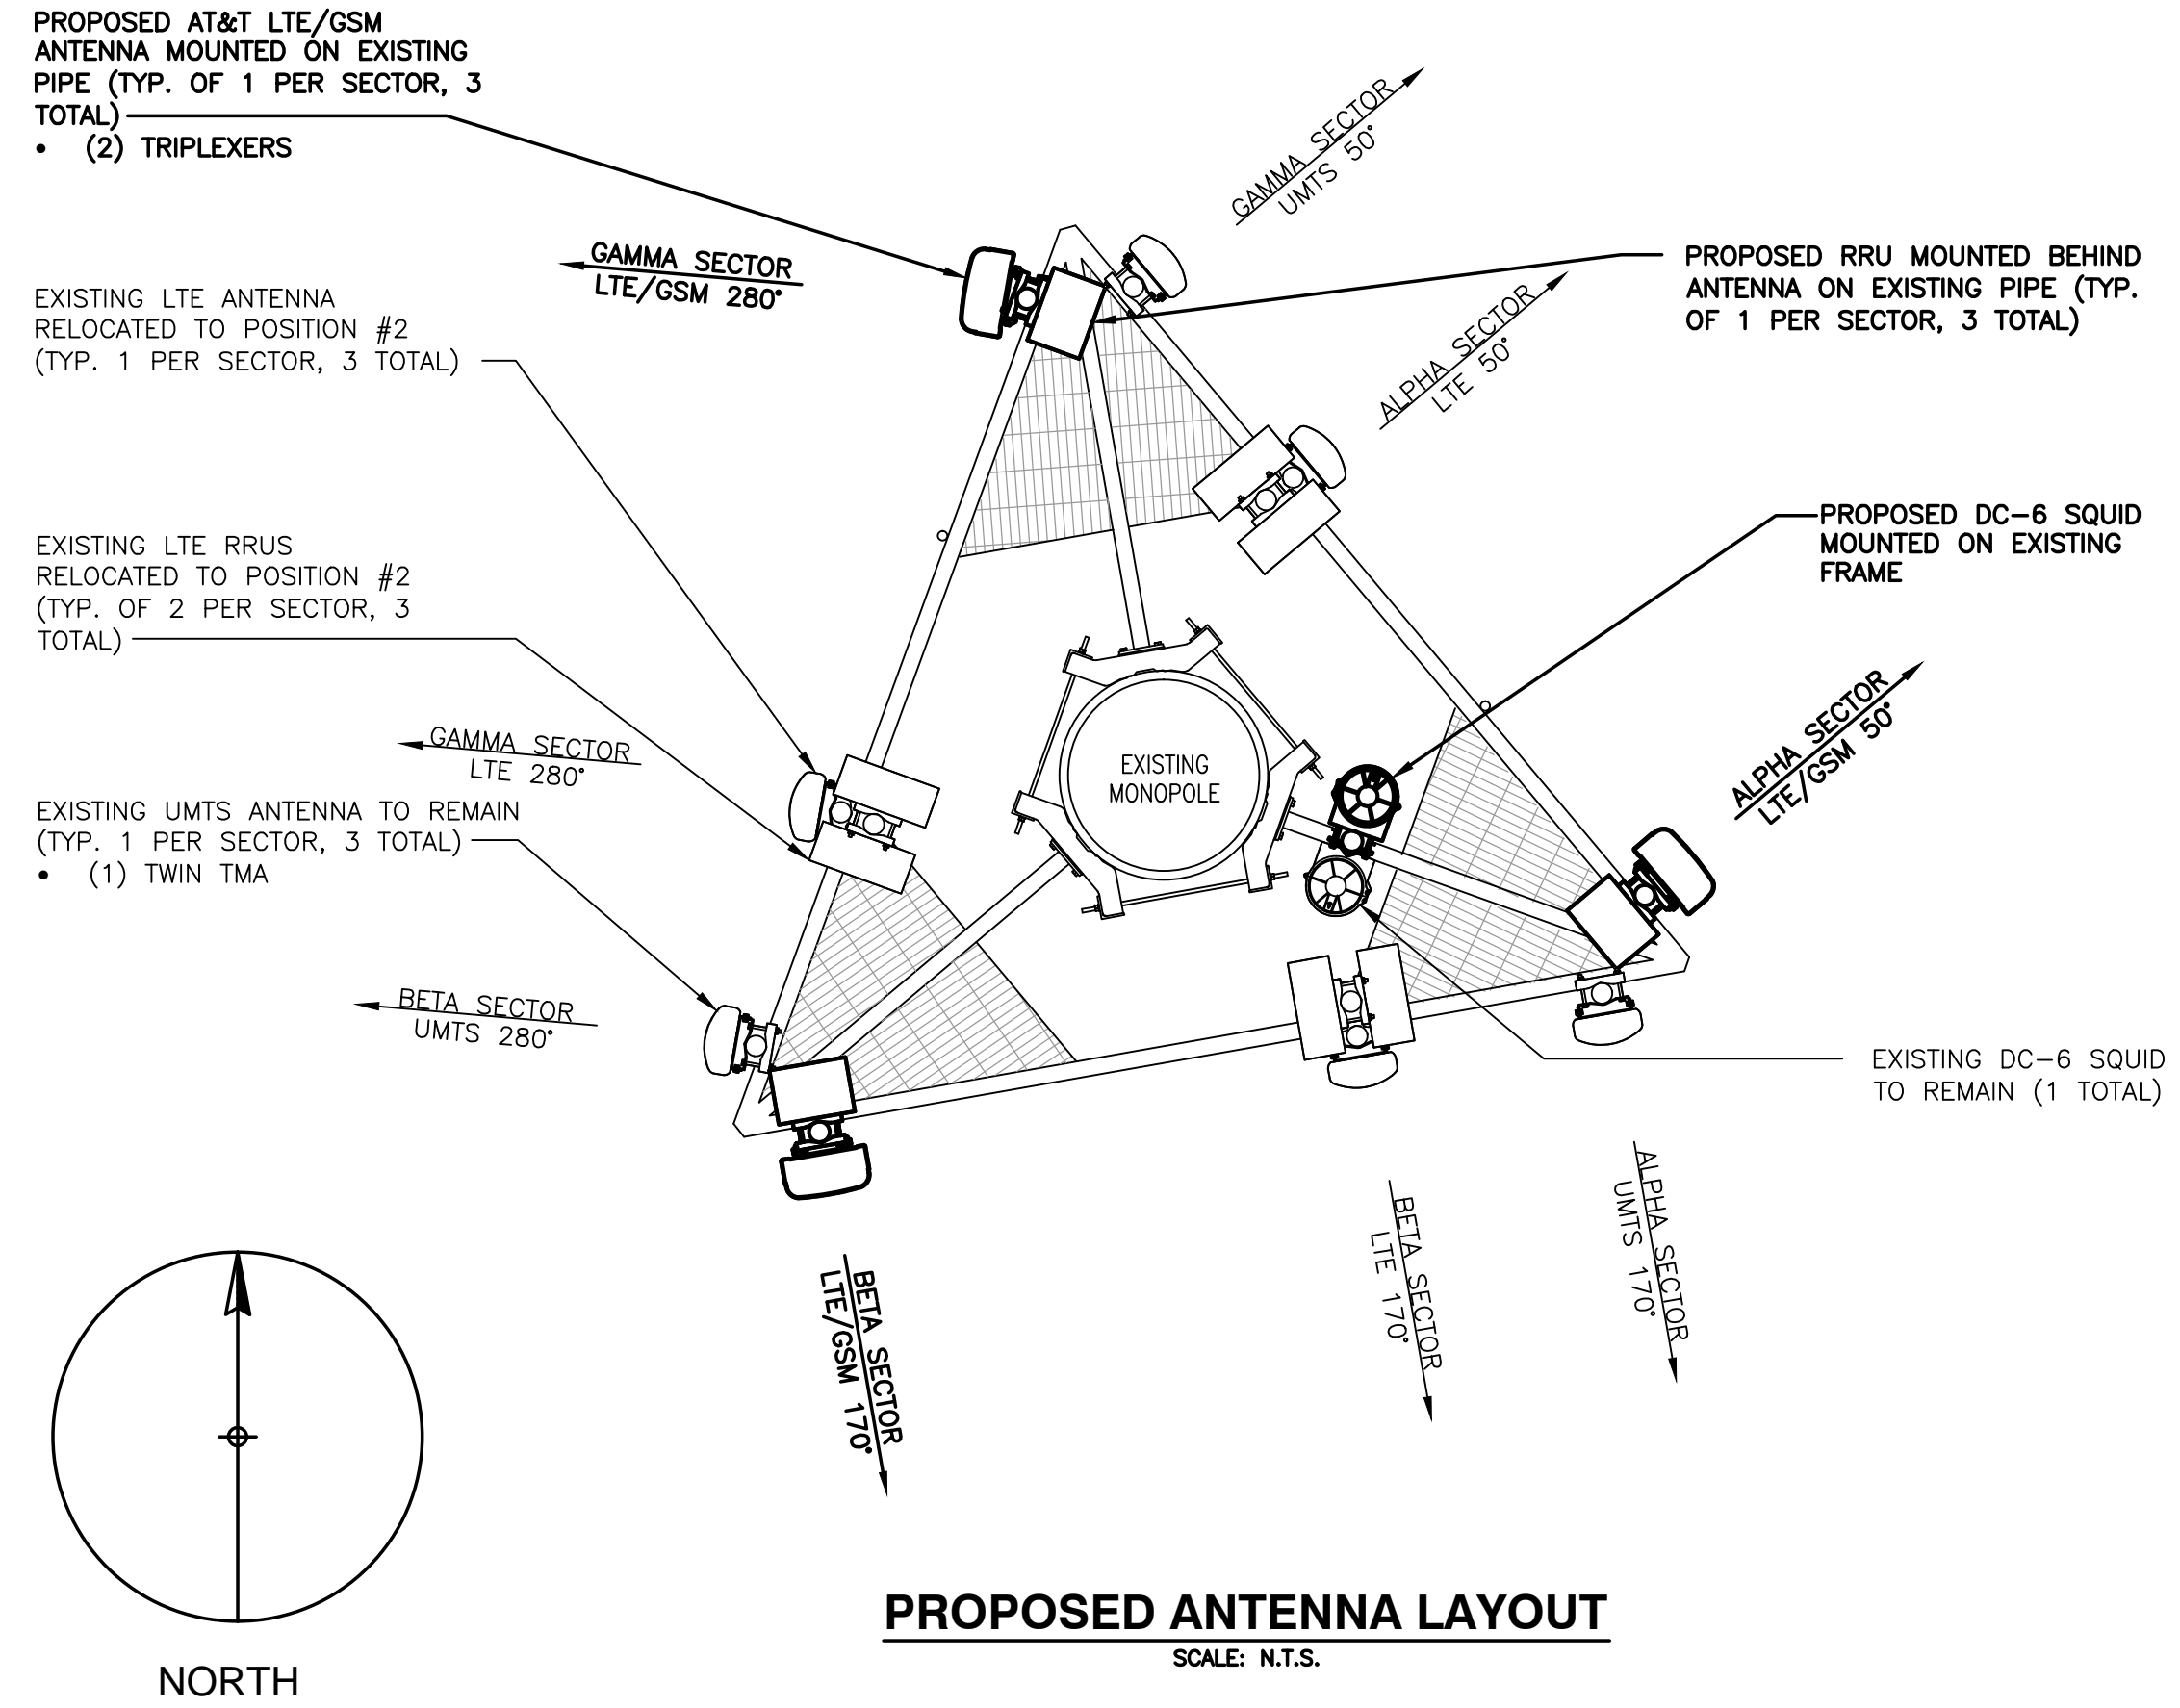 PROPOSED AT&T LTE/GSM
ANTENNA MOUNTED ON EXISTING
PIPE (TYP. OF 1 PER SECTOR, 3
TOTAL)
• (2) TRIPLEXERS
EXISTING LTE ANTENNA
RELOCATED TO POSITION #2
(TYP. 1 PER SECTOR, 3 TOTAL)
EXISTING LTE RRUS
RELOCATED TO POSITION #2
(TYP. OF 2 PER SECTOR, 3
TOTAL)
EXISTING UMTS ANTENNA TO REMAIN
(TYP. 1 PER SECTOR, 3 TOTAL)
• (1) TWIN TMA
GAMMA SECTOR
LTE/GSM 280°
GAMMA SECTOR
LTE 280°
BETA SECTOR
UMTS 280°
GAMMA SECTOR
UMTS 50°
ALPHA SECTOR
LTE 50°
PROPOSED RRU MOUNTED BEHIND
ANTENNA ON EXISTING PIPE (TYP.
OF 1 PER SECTOR, 3 TOTAL)
PROPOSED DC-6 SQUID
MOUNTED ON EXISTING
FRAME
ALPHA SECTOR
LTE/GSM 50°
EXISTING
MONOPOLE
EXISTING DC-6 SQUID
TO REMAIN (1 TOTAL)
BETA SECTOR
LTE/GSM 170°
BETA SECTOR
LTE 170°
ALPHA SECTOR
UMTS 170°
PROPOSED ANTENNA LAYOUT
SCALE: N.T.S.
NORTH